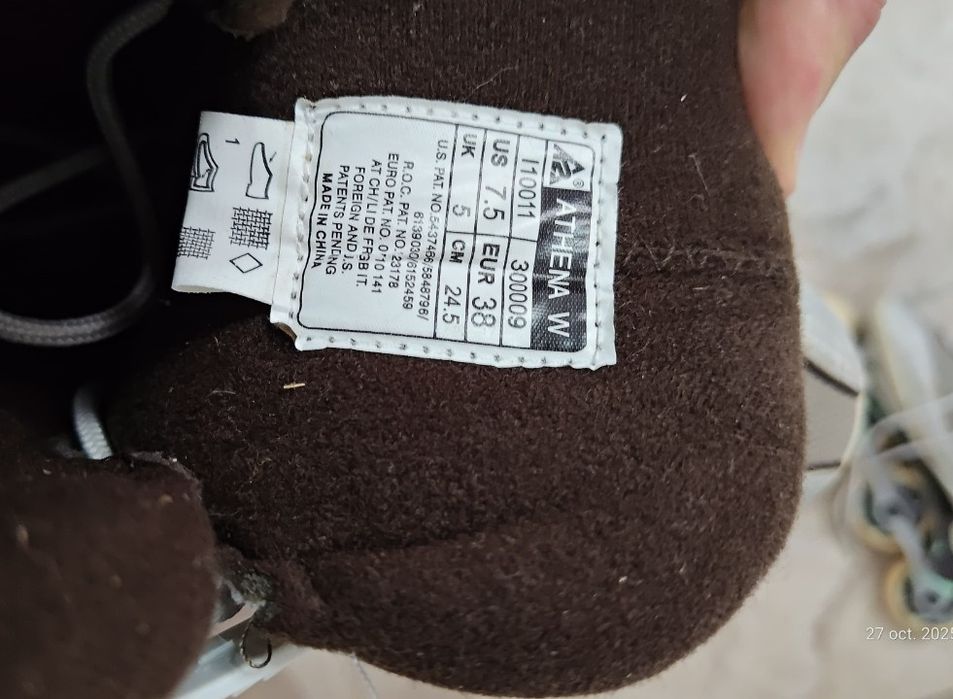 K2® ATHENA W
I10011 300009
US 7.5 EUR 38
UK 5 CM 24.5
U.S. PAT. NO.5437466/5848796/
6139030/6152459
R.O.C. PAT. NO. 23178
EURO PAT. NO. 0710 141
AT CH/LI DE FR GB IT.
FOREIGN AND U.S.
PATENTS PENDING
MADE IN CHINA
1
27 oct. 2025